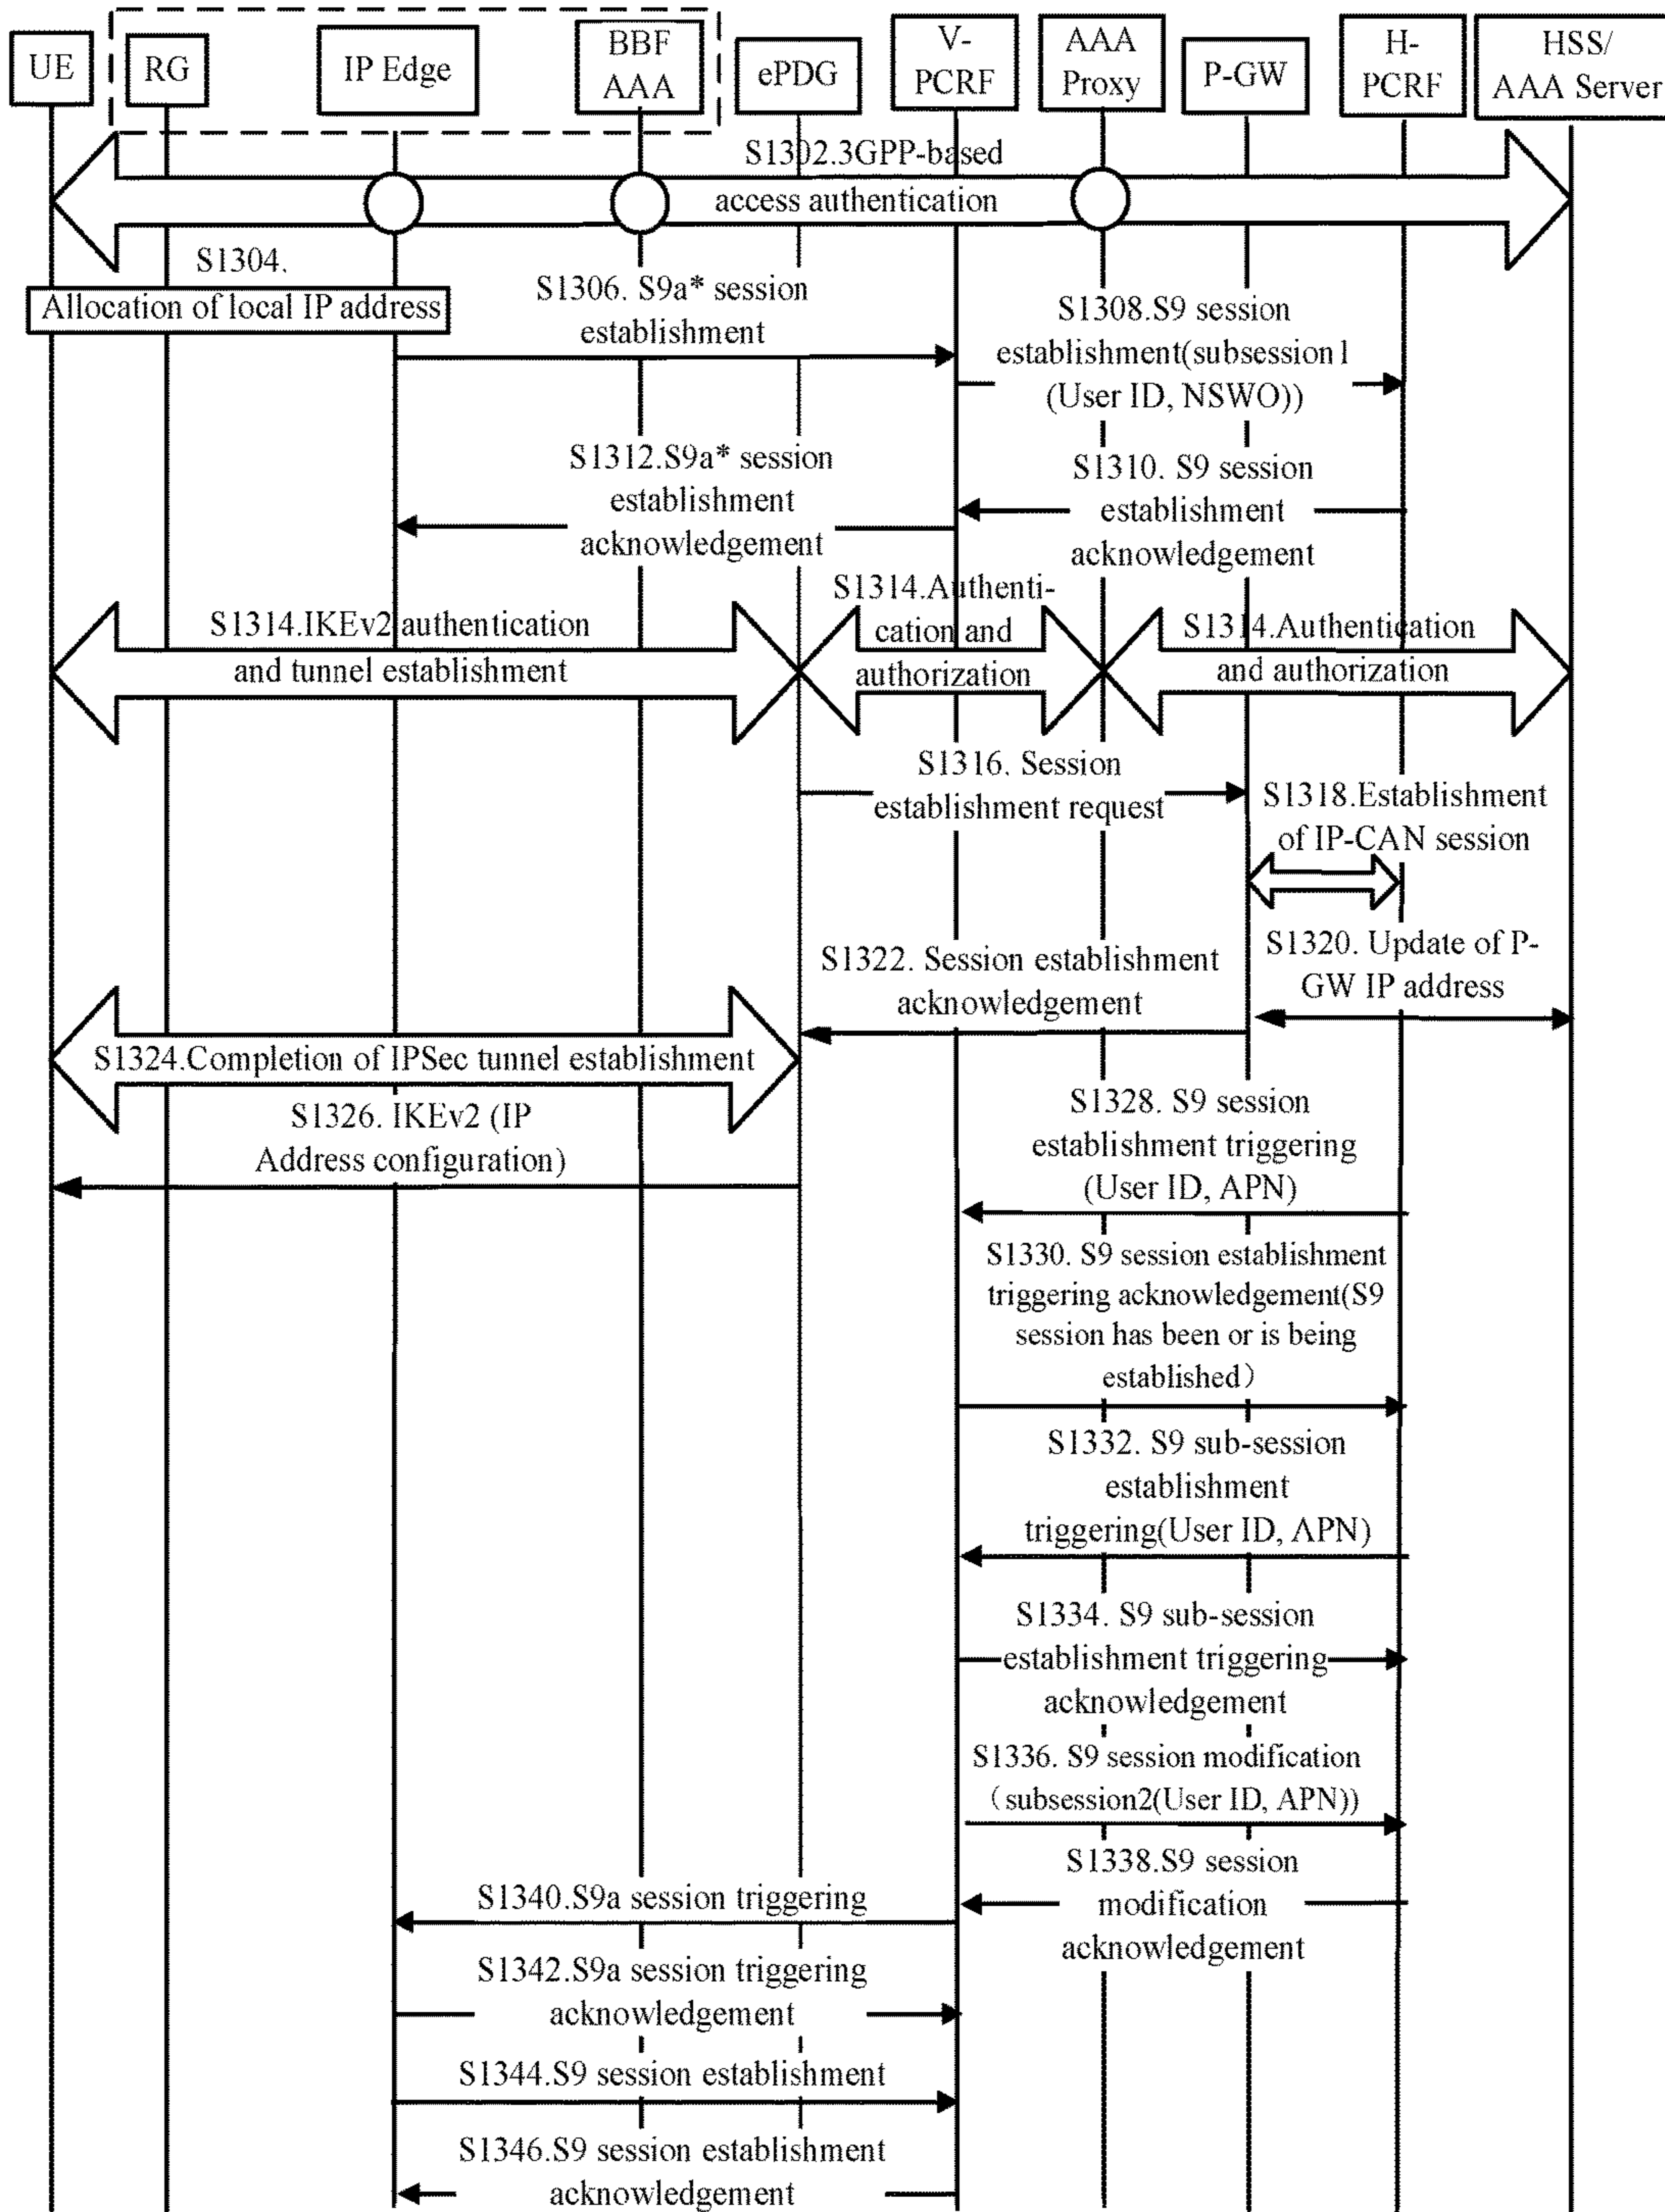 UE
RG
IP Edge
BBF
AAA
ePDG
V-
PCRF
AAA
Proxy
P-GW
H-
PCRF
HSS/
AAA Server
S1302.3GPP-based
access authentication
S1304.
Allocation of local IP address
S1306. S9a* session
establishment
S1308.S9 session
establishment(subsession1
(User ID, NSWO))
S1312.S9a* session
establishment
acknowledgement
S1310. S9 session
establishment
acknowledgement
S1314.IKEv2 authentication
and tunnel establishment
S1314.Authenti-
cation and
authorization
S1314.Authentication
and authorization
S1316. Session
establishment request
S1318.Establishment
of IP-CAN session
S1320. Update of P-
GW IP address
S1322. Session establishment
acknowledgement
S1324.Completion of IPSec tunnel establishment
S1326. IKEv2 (IP
Address configuration)
S1328. S9 session
establishment triggering
(User ID, APN)
S1330. S9 session establishment
triggering acknowledgement(S9
session has been or is being
established）
S1332. S9 sub-session
establishment
triggering(User ID, APN)
S1334. S9 sub-session
establishment triggering
acknowledgement
S1336. S9 session modification
（subsession2(User ID, APN))
S1338.S9 session
modification
acknowledgement
S1340.S9a session triggering
S1342.S9a session triggering
acknowledgement
S1344.S9 session establishment
S1346.S9 session establishment
acknowledgement